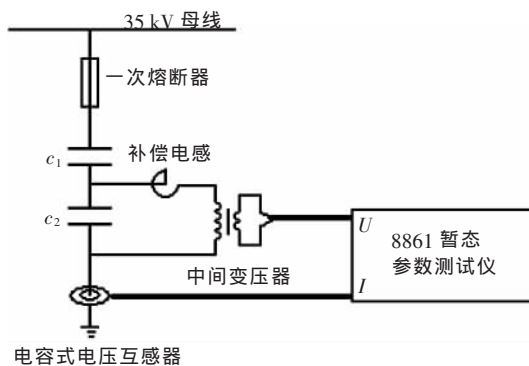 35 kV 母线
一次熔断器
补偿电感
c1
c2
U
8861 暂态
参数测试仪
中间变压器
I
电容式电压互感器